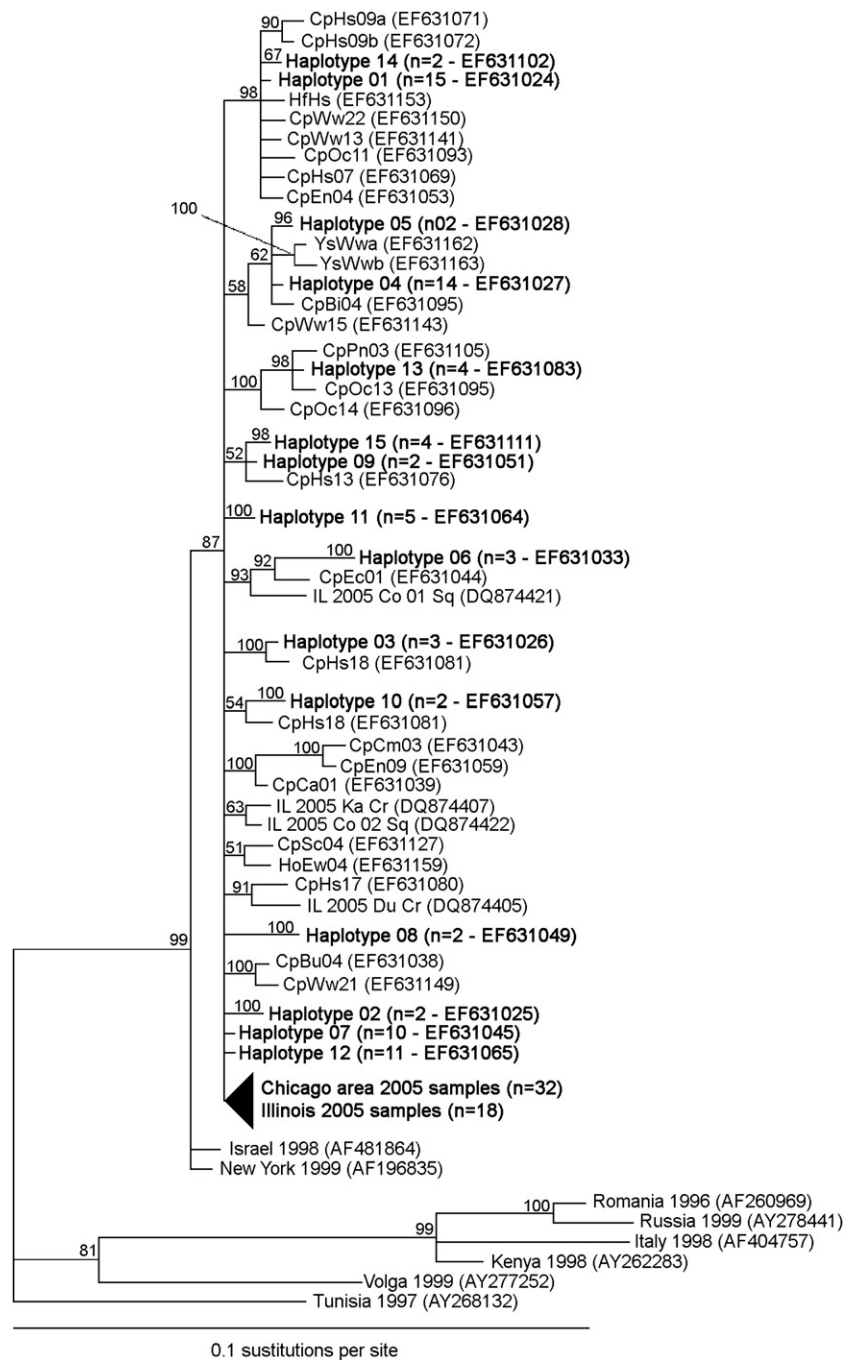 90
CpHs09a (EF631071)
CpHs09b (EF631072)
67
Haplotype 14 (n=2 - EF631102)
Haplotype 01 (n=15 - EF631024)
98
HfHs (EF631153)
CpWw22 (EF631150)
CpWw13 (EF631141)
CpOc11 (EF631093)
CpHs07 (EF631069)
CpEn04 (EF631053)
100
96
Haplotype 05 (n02 - EF631028)
YsWwa (EF631162)
62
YsWwb (EF631163)
58
Haplotype 04 (n=14 - EF631027)
CpBi04 (EF631095)
CpWw15 (EF631143)
CpPn03 (EF631105)
98
Haplotype 13 (n=4 - EF631083)
100
CpOc13 (EF631095)
CpOc14 (EF631096)
98
Haplotype 15 (n=4 - EF631111)
52
Haplotype 09 (n=2 - EF631051)
CpHs13 (EF631076)
100
Haplotype 11 (n=5 - EF631064)
87
100
Haplotype 06 (n=3 - EF631033)
92
93
CpEc01 (EF631044)
IL 2005 Co 01 Sq (DQ874421)
100
Haplotype 03 (n=3 - EF631026)
CpHs18 (EF631081)
54
100
Haplotype 10 (n=2 - EF631057)
CpHs18 (EF631081)
100
CpCm03 (EF631043)
100
CpEn09 (EF631059)
CpCa01 (EF631039)
63
IL 2005 Ka Cr (DQ874407)
IL 2005 Co 02 Sq (DQ874422)
51
CpSc04 (EF631127)
HoEw04 (EF631159)
91
CpHs17 (EF631080)
IL 2005 Du Cr (DQ874405)
100
Haplotype 08 (n=2 - EF631049)
99
100
CpBu04 (EF631038)
CpWw21 (EF631149)
100
Haplotype 02 (n=2 - EF631025)
Haplotype 07 (n=10 - EF631045)
Haplotype 12 (n=11 - EF631065)
Chicago area 2005 samples (n=32)
Illinois 2005 samples (n=18)
Israel 1998 (AF481864)
New York 1999 (AF196835)
100
Romania 1996 (AF260969)
Russia 1999 (AY278441)
99
Italy 1998 (AF404757)
81
Kenya 1998 (AY262283)
Volga 1999 (AY277252)
Tunisia 1997 (AY268132)
0.1 sustitutions per site